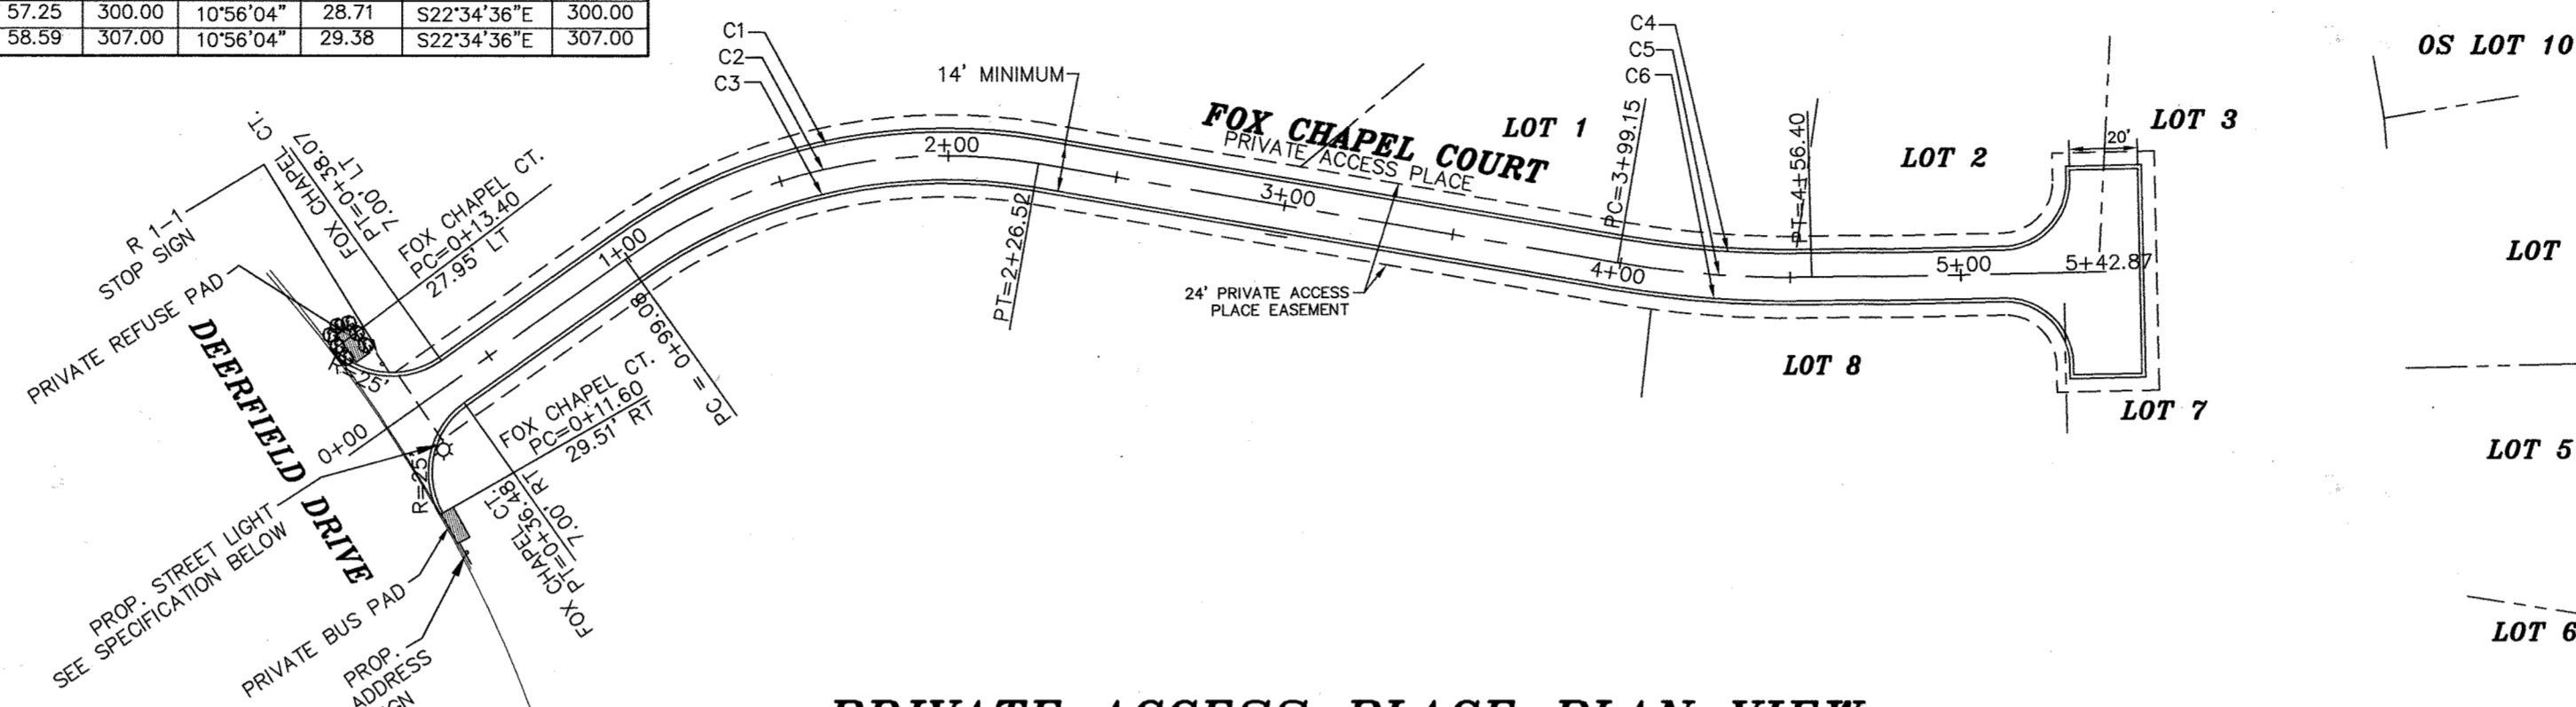 57.25 300.00 10°56'04" 28.71 S22°34'36"E 300.00
58.59 307.00 10°56'04" 29.38 S22°34'36"E 307.00
C1
C2
C3
14' MINIMUM
C4
C5
C6
OS LOT 10
FOX CHAPEL COURT
PRIVATE ACCESS PLACE
LOT 1
LOT 2
LOT 3
20'
PC=3+99.15
PT=4+56.40
FOX CHAPEL CT.
PT=0+38.07
7.00' LT
FOX CHAPEL CT.
PC=0+13.40
27.95' LT
R 1-1
STOP SIGN
PRIVATE REFUSE PAD
R=25'
DEERFIELD DRIVE
0+00
1+00
2+00
3+00
4+00
5+00
5+42.87
PT=2+26.52
PC = 0+99.08
24' PRIVATE ACCESS
PLACE EASEMENT
LOT
LOT 8
LOT 7
LOT 5
LOT 6
FOX CHAPEL CT.
PC=0+11.60
29.51' RT
R=25'
FOX CHAPEL CT.
PT=0+36.48
7.00' RT
PROP. STREET LIGHT
SEE SPECIFICATION BELOW
PRIVATE BUS PAD
PROP.
ADDRESS
PRIVATE ACCESS PLACE PLAN VIEW